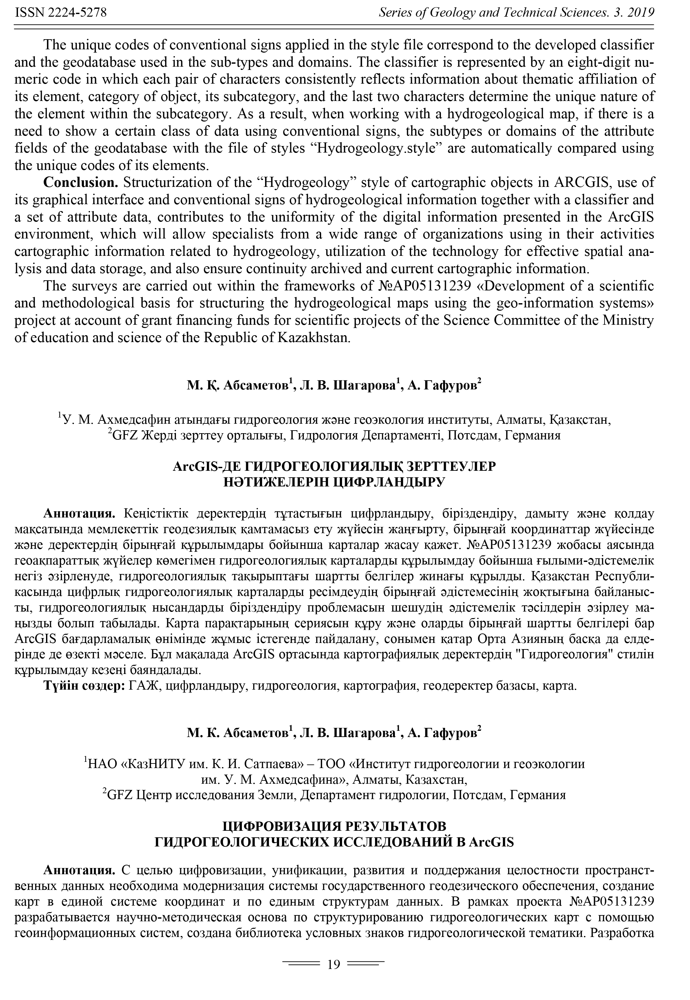 ISSN 2224-5278 Series of Geology and Technical Sciences. 3. 2019
The unique codes of conventional signs applied in the style file correspond to the developed classifier
and the geodatabase used in the sub-types and domains. The classifier is represented by an eight-digit nu-
meric code in which each pair of characters consistently reflects information about thematic affiliation of
its element, category of object, its subcategory, and the last two characters determine the unique nature of
the element within the subcategory. As a result, when working with a hydrogeological map, if there is a
need to show a certain class of data using conventional signs, the subtypes or domains of the attribute
fields of the geodatabase with the file of styles “Hydrogeology.style” are automatically compared using
the unique codes of its elements.
Conclusion. Structurization of the “Hydrogeology” style of cartographic objects in ARCGIS, use of
its graphical interface and conventional signs of hydrogeological information together with a classifier and
a set of attribute data, contributes to the uniformity of the digital information presented in the ArcGIS
environment, which will allow specialists from a wide range of organizations using in their activities
cartographic information related to hydrogeology, utilization of the technology for effective spatial ana-
lysis and data storage, and also ensure continuity archived and current cartographic information.
The surveys are carried out within the frameworks of №AP05131239 «Development of a scientific
and methodological basis for structuring the hydrogeological maps using the geo-information systems»
project at account of grant financing funds for scientific projects of the Science Committee of the Ministry
of education and science of the Republic of Kazakhstan.
М. Қ. Абсаметов¹, Л. В. Шагарова¹, А. Гафуров²
¹У. М. Ахмедсафин атындағы гидрогеология және геоэкология институты, Алматы, Қазақстан,
²GFZ Жерді зерттеу орталығы, Гидрология Департаменті, Потсдам, Германия
ArcGIS-ДЕ ГИДРОГЕОЛОГИЯЛЫҚ ЗЕРТТЕУЛЕР
НӘТИЖЕЛЕРІН ЦИФРЛАНДЫРУ
Аннотация. Кеңістіктік деректердің тұтастығын цифрландыру, біріздендіру, дамыту және қолдау
мақсатында мемлекеттік геодезиялық қамтамасыз ету жүйесін жаңғырту, бірыңғай координаттар жүйесінде
және деректердің бірыңғай құрылымдары бойынша карталар жасау қажет. №АР05131239 жобасы аясында
геоақпараттық жүйелер көмегімен гидрогеологиялық карталарды құрылымдау бойынша ғылыми-әдістемелік
негіз әзірленуде, гидрогеологиялық тақырыптағы шартты белгілер жинағы құрылды. Қазақстан Республи-
касында цифрлық гидрогеологиялық карталарды ресімдеудің бірыңғай әдістемесінің жоқтығына байланыс-
ты, гидрогеологиялық нысандарды біріздендіру проблемасын шешудің әдістемелік тәсілдерін әзірлеу ма-
ңызды болып табылады. Карта парақтарының сериясын құру және оларды бірыңғай шартты белгілері бар
ArcGIS бағдарламалық өнімінде жұмыс істегенде пайдалану, сонымен қатар Орта Азияның басқа да елде-
рінде де өзекті мәселе. Бұл мақалада ArcGIS ортасында картографиялық деректердің "Гидрогеология" стилін
құрылымдау кезеңі баяндалады.
Түйін сөздер: ГАЖ, цифрландыру, гидрогеология, картография, геодеректер базасы, карта.
М. К. Абсаметов¹, Л. В. Шагарова¹, А. Гафуров²
¹НАО «КазНИТУ им. К. И. Сатпаева» – ТОО «Институт гидрогеологии и геоэкологии
им. У. М. Ахмедсафина», Алматы, Казахстан,
²GFZ Центр исследования Земли, Департамент гидрологии, Потсдам, Германия
ЦИФРОВИЗАЦИЯ РЕЗУЛЬТАТОВ
ГИДРОГЕОЛОГИЧЕСКИХ ИССЛЕДОВАНИЙ В ArcGIS
Аннотация. С целью цифровизации, унификации, развития и поддержания целостности пространст-
венных данных необходима модернизация системы государственного геодезического обеспечения, создание
карт в единой системе координат и по единым структурам данных. В рамках проекта №АР05131239
разрабатывается научно-методическая основа по структурированию гидрогеологических карт с помощью
геоинформационных систем, создана библиотека условных знаков гидрогеологической тематики. Разработка
19